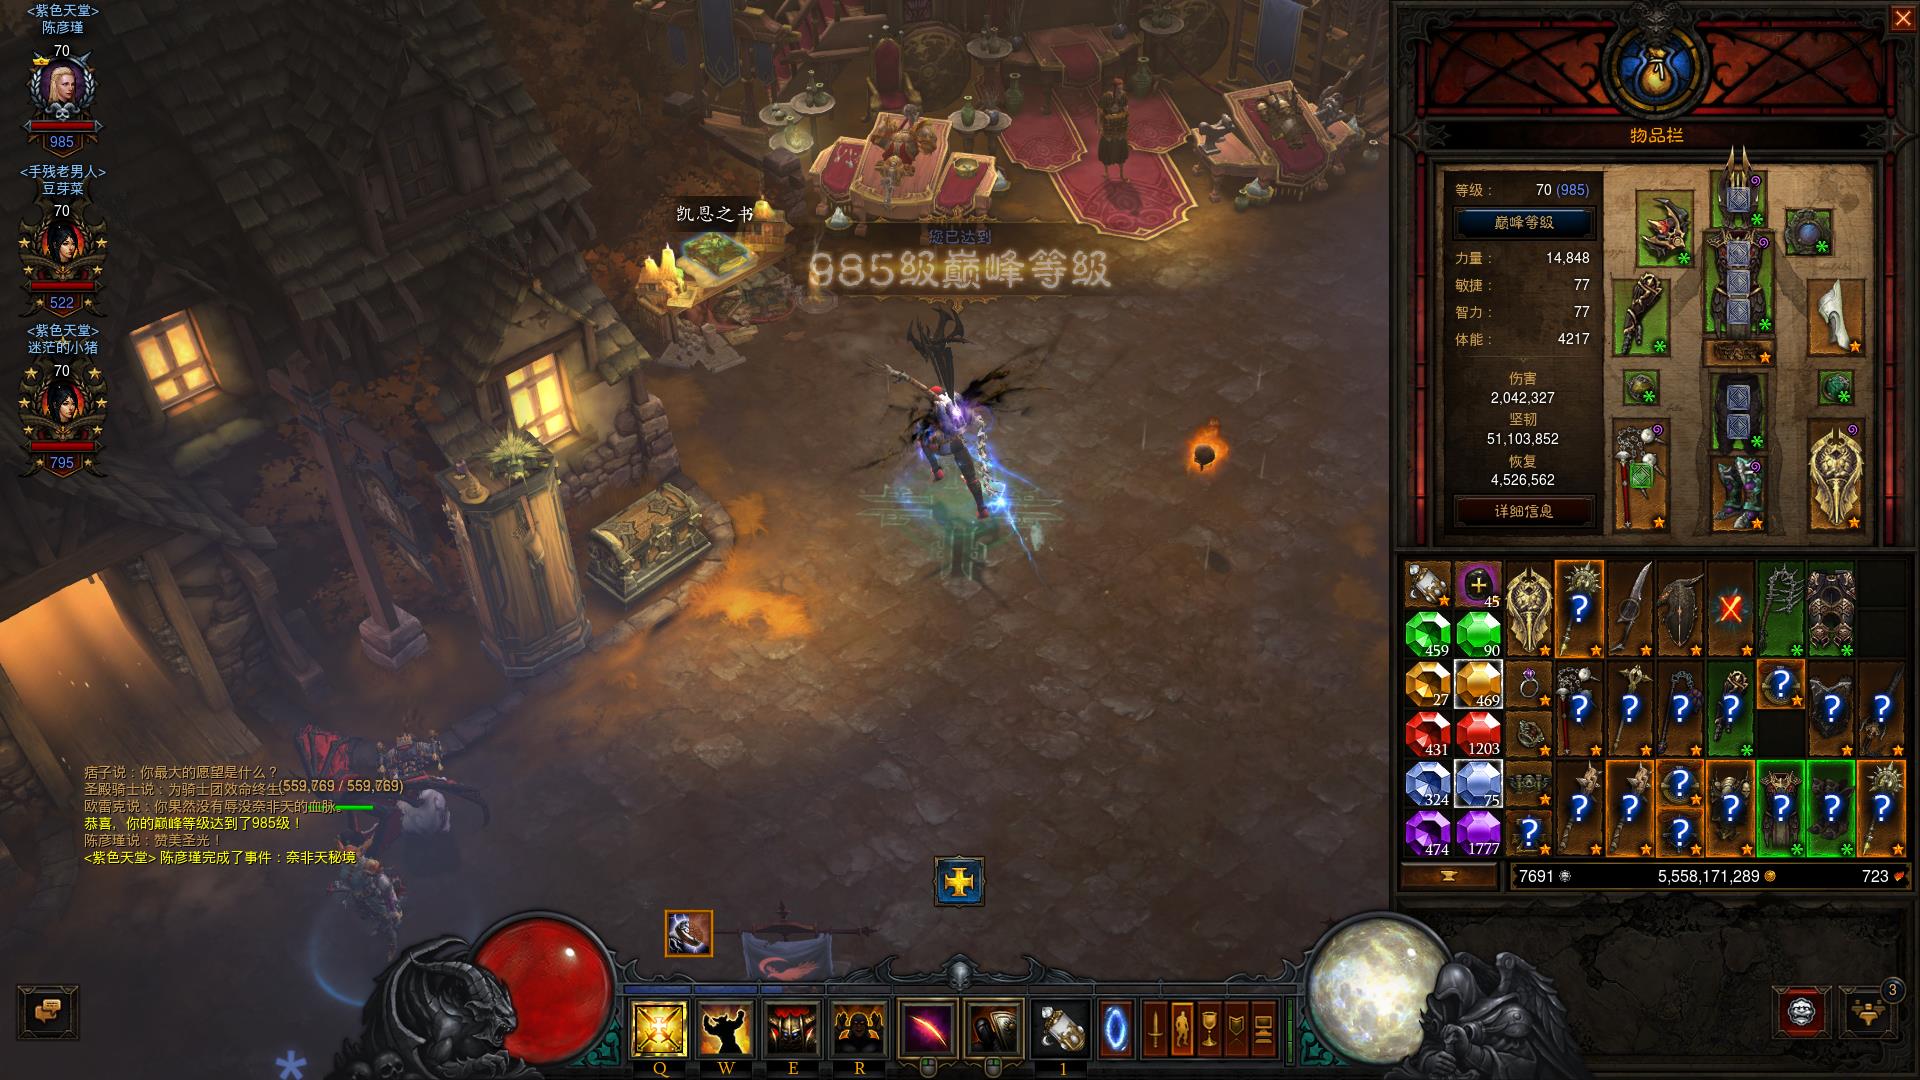 <紫色天堂>
陈彦瑾
70
985
<手残老男人>
豆芽菜
70
522
<紫色天堂>
迷茫的小猪
70
795
凯恩之书
您已达到
985级巅峰等级
痞子说：你最大的愿望是什么？
圣殿骑士说：为骑士团效命终生
(559,769 / 559,769)
欧雷克说：你果然没有辱没奈非天的血脉。
恭喜，你的巅峰等级达到了985级！
陈彦瑾说：赞美圣光！
<紫色天堂> 陈彦瑾完成了事件：奈非天秘境
物品栏
等级： 70 (985)
巅峰等级
力量： 14,848
敏捷： 77
智力： 77
体能： 4217
伤害
2,042,327
坚韧
51,103,852
恢复
4,526,562
详细信息
45
459 90
27 469
431 1203
324 75
474 1777
? ? ? ? ? ? ? ?
? ? ? ? ? ? ? ? ?
7691 5,558,171,289 723
Q W E R 1
3